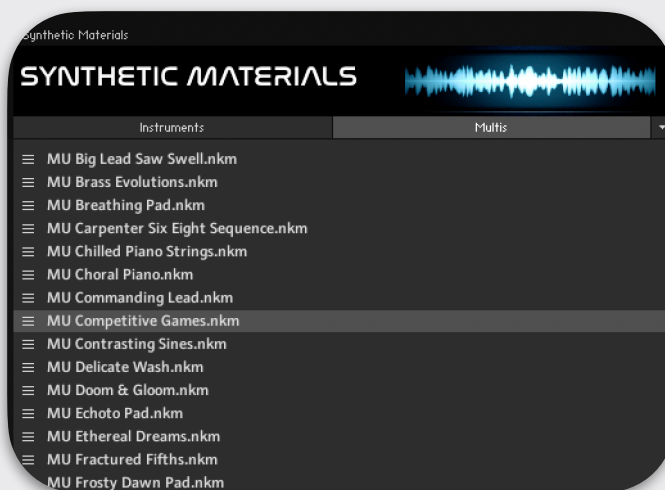 Synthetic Materials
SYNTHETIC MATERIALS
Instruments Multis
MU Big Lead Saw Swell.nkm
MU Brass Evolutions.nkm
MU Breathing Pad.nkm
MU Carpenter Six Eight Sequence.nkm
MU Chilled Piano Strings.nkm
MU Choral Piano.nkm
MU Commanding Lead.nkm
MU Competitive Games.nkm
MU Contrasting Sines.nkm
MU Delicate Wash.nkm
MU Doom & Gloom.nkm
MU Echoto Pad.nkm
MU Ethereal Dreams.nkm
MU Fractured Fifths.nkm
MU Frosty Dawn Pad.nkm